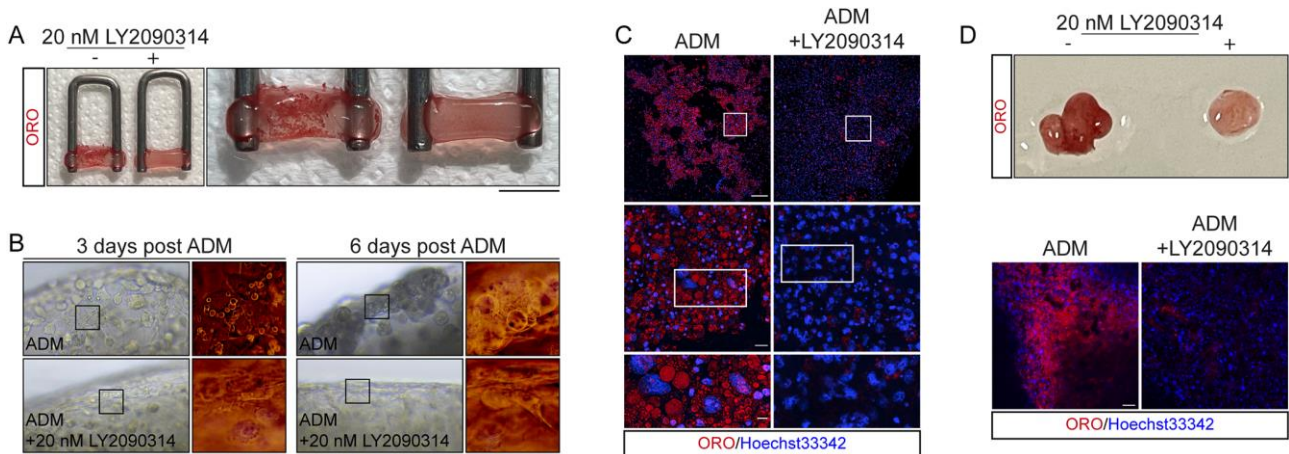 A
20 nM LY2090314
- +
ORO
B
3 days post ADM
6 days post ADM
ADM
ADM
ADM
+20 nM LY2090314
ADM
+20 nM LY2090314
C
ADM
ADM
+LY2090314
ORO/Hoechst33342
D
20 nM LY2090314
- +
ORO
ADM
ADM
+LY2090314
ORO/Hoechst33342